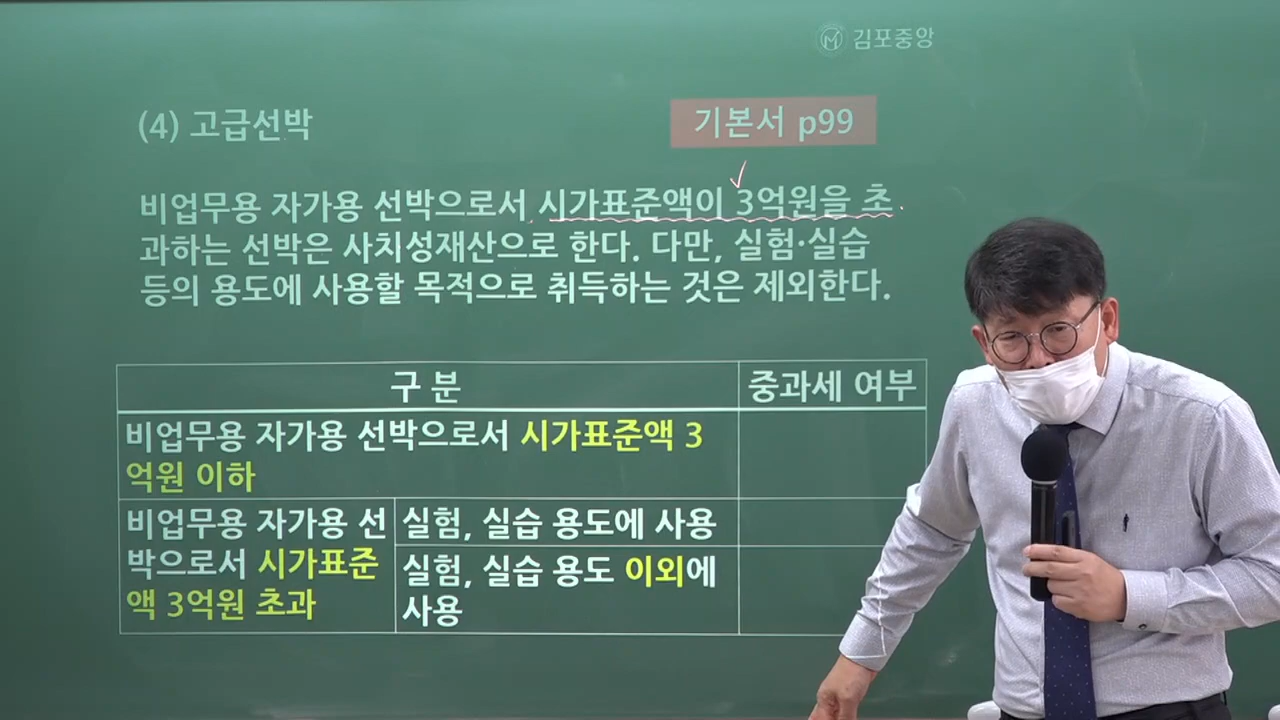 김포중앙
(4) 고급선박
기본서 p99
비업무용 자가용 선박으로서 시가표준액이 3억원을 초
과하는 선박은 사치성재산으로 한다. 다만, 실험·실습
등의 용도에 사용할 목적으로 취득하는 것은 제외한다.
구 분
중과세 여부
비업무용 자가용 선박으로서 시가표준액 3
억원 이하
비업무용 자가용 선
박으로서 시가표준
액 3억원 초과
실험, 실습 용도에 사용
실험, 실습 용도 이외에
사용